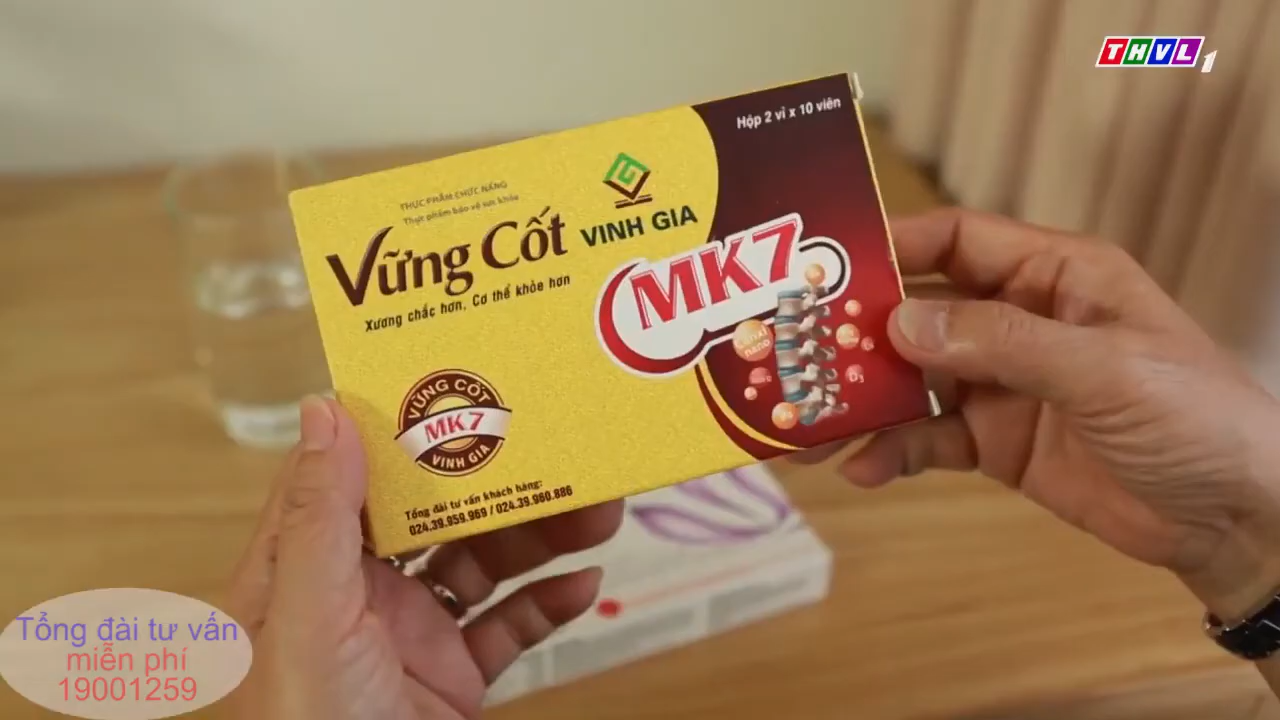 THVL1
Hộp 2 vỉ x 10 viên
THỰC PHẨM CHỨC NĂNG
Thực phẩm bảo vệ sức khỏe
Vững Cốt
VINH GIA
Xương chắc hơn, Cơ thể khỏe hơn
MK7
Canxi
nano
D3
VỮNG CỐT
MK7
VINH GIA
Tổng đài tư vấn khách hàng:
024.39.959.969 / 024.39.960.886
Tổng đài tư vấn
miễn phí
19001259